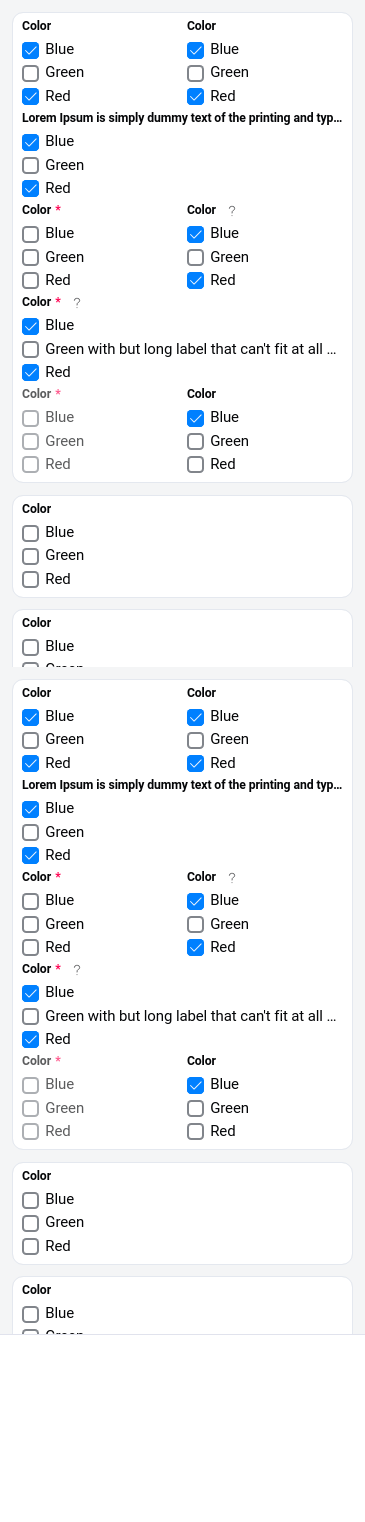 Color Color
Blue Blue
Green Green
Red Red
Lorem Ipsum is simply dummy text of the printing and typ...
Blue
Green
Red
Color * Color ?
Blue Blue
Green Green
Red Red
Color * ?
Blue
Green with but long label that can't fit at all ...
Red
Color * Color
Blue Blue
Green Green
Red Red
Color
Blue
Green
Red
Color
Blue
Green
Color Color
Blue Blue
Green Green
Red Red
Lorem Ipsum is simply dummy text of the printing and typ...
Blue
Green
Red
Color * Color ?
Blue Blue
Green Green
Red Red
Color * ?
Blue
Green with but long label that can't fit at all ...
Red
Color * Color
Blue Blue
Green Green
Red Red
Color
Blue
Green
Red
Color
Blue
Green